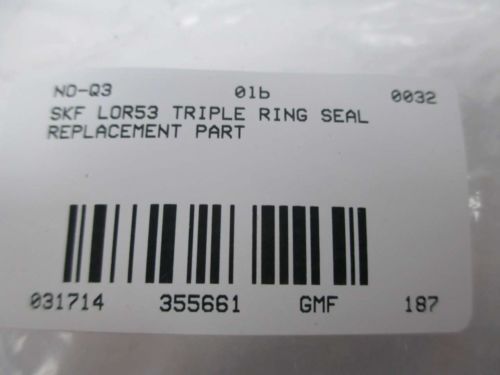 NO-Q3 01b 0032
SKF LOR53 TRIPLE RING SEAL
REPLACEMENT PART
031714 355661 GMF 187